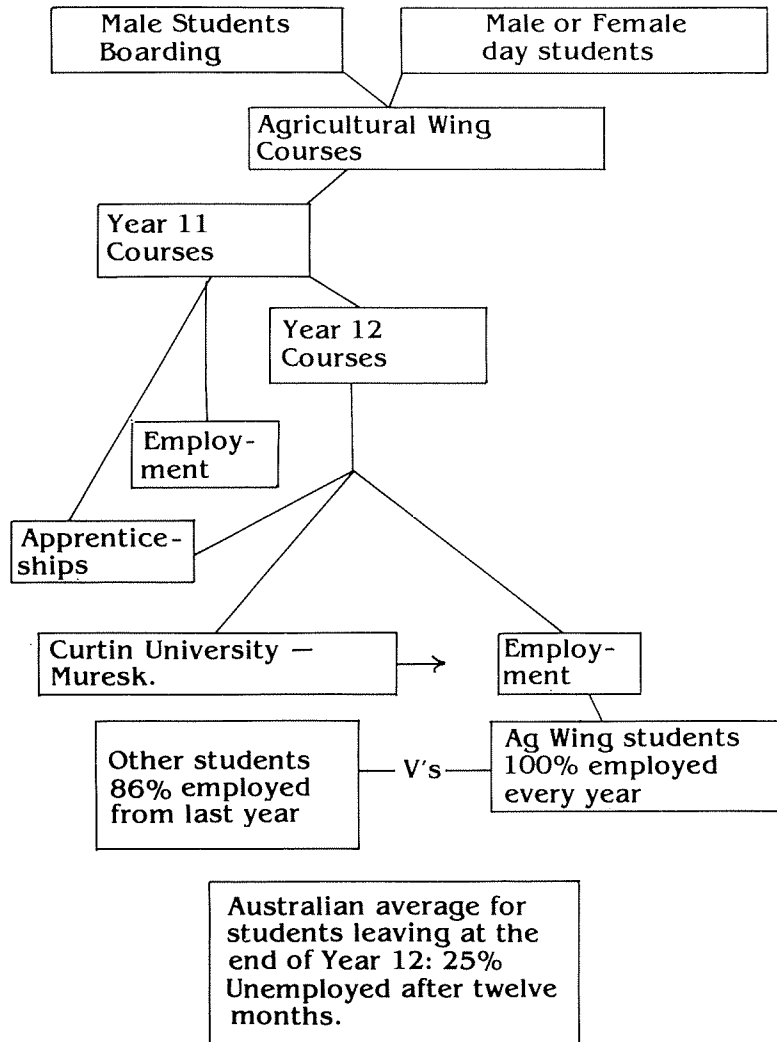 Male Students
Boarding
Male or Female
day students
Agricultural Wing
Courses
Year 11
Courses
Year 12
Courses
Employ-
ment
Apprentice-
ships
Curtin University —
Muresk.
Employ-
ment
Other students
86% employed
from last year
V's
Ag Wing students
100% employed
every year
Australian average for
students leaving at the
end of Year 12: 25%
Unemployed after twelve
months.